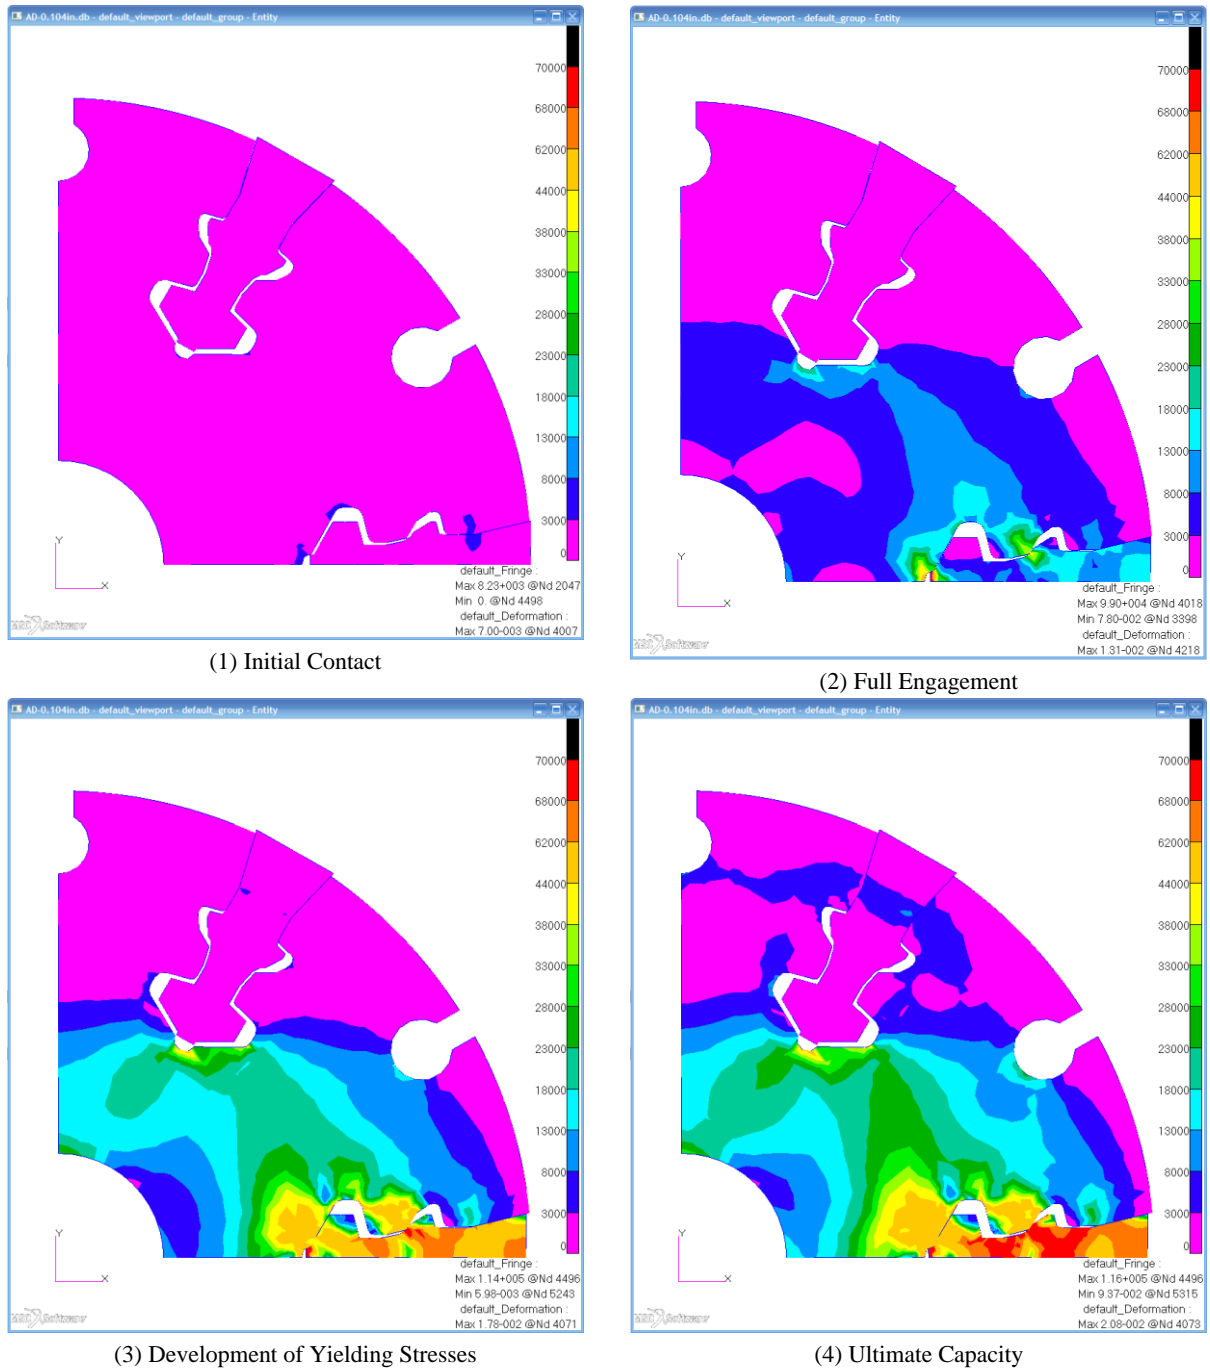 AD-0.104in.db - default_viewport - default_group - Entity
70000
68000
62000
44000
38000
33000
28000
23000
18000
13000
8000
3000
0
Y
X
default_Fringe :
Max 8.23+003 @Nd 2047
Min 0. @Nd 4498
default_Deformation :
Max 7.00-003 @Nd 4007
MSC Software
(1) Initial Contact
AD-0.104in.db - default_viewport - default_group - Entity
70000
68000
62000
44000
38000
33000
28000
23000
18000
13000
8000
3000
0
Y
X
default_Fringe :
Max 9.90+004 @Nd 4018
Min 7.80-002 @Nd 3398
default_Deformation :
Max 1.31-002 @Nd 4218
MSC Software
(2) Full Engagement
AD-0.104in.db - default_viewport - default_group - Entity
70000
68000
62000
44000
38000
33000
28000
23000
18000
13000
8000
3000
0
Y
X
default_Fringe :
Max 1.14+005 @Nd 4496
Min 5.98-003 @Nd 5243
default_Deformation :
Max 1.78-002 @Nd 4071
MSC Software
(3) Development of Yielding Stresses
AD-0.104in.db - default_viewport - default_group - Entity
70000
68000
62000
44000
38000
33000
28000
23000
18000
13000
8000
3000
0
Y
X
default_Fringe :
Max 1.16+005 @Nd 4496
Min 9.37-002 @Nd 5315
default_Deformation :
Max 2.08-002 @Nd 4073
MSC Software
(4) Ultimate Capacity